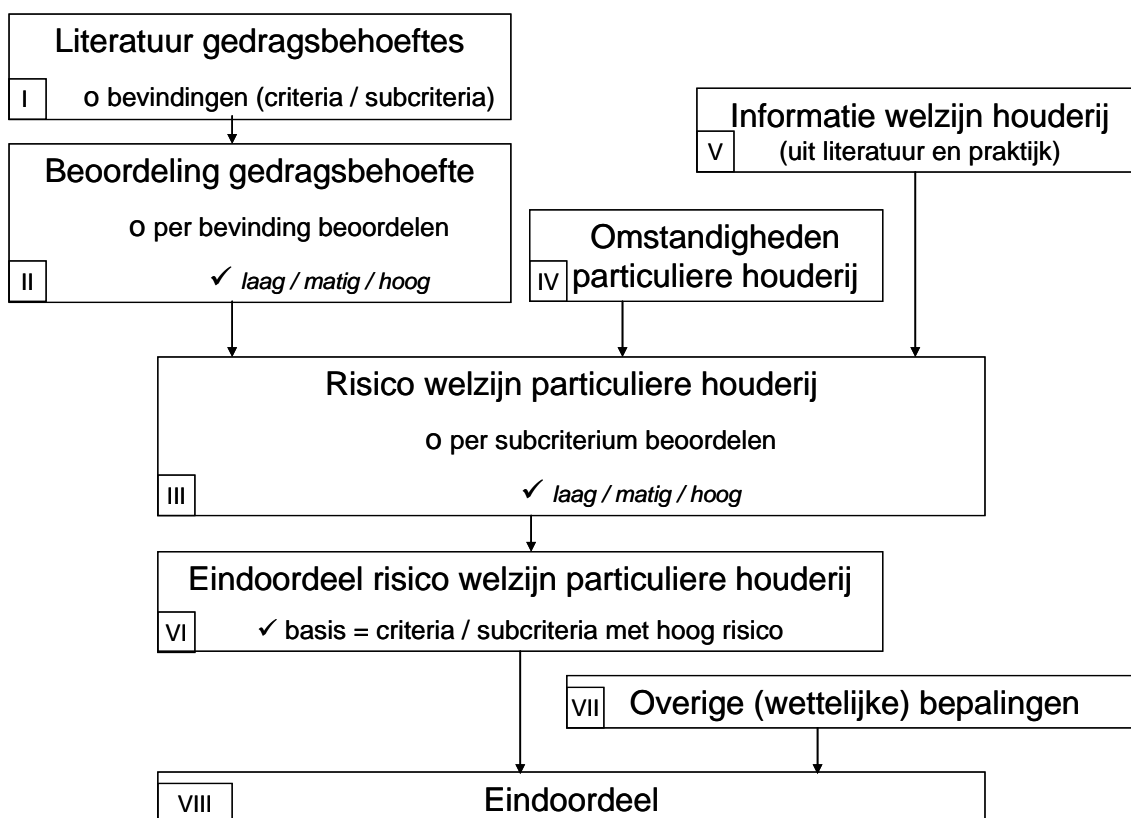 Literatuur gedragsbehoeftes
I
o bevindingen (criteria / subcriteria)
Beoordeling gedragsbehoefte
o per bevinding beoordelen
II
✓ laag / matig / hoog
Informatie welzijn houderij
V
(uit literatuur en praktijk)
Omstandigheden
IV
particuliere houderij
Risico welzijn particuliere houderij
o per subcriterium beoordelen
III
✓ laag / matig / hoog
Eindoordeel risico welzijn particuliere houderij
VI
✓ basis = criteria / subcriteria met hoog risico
VII
Overige (wettelijke) bepalingen
VIII
Eindoordeel